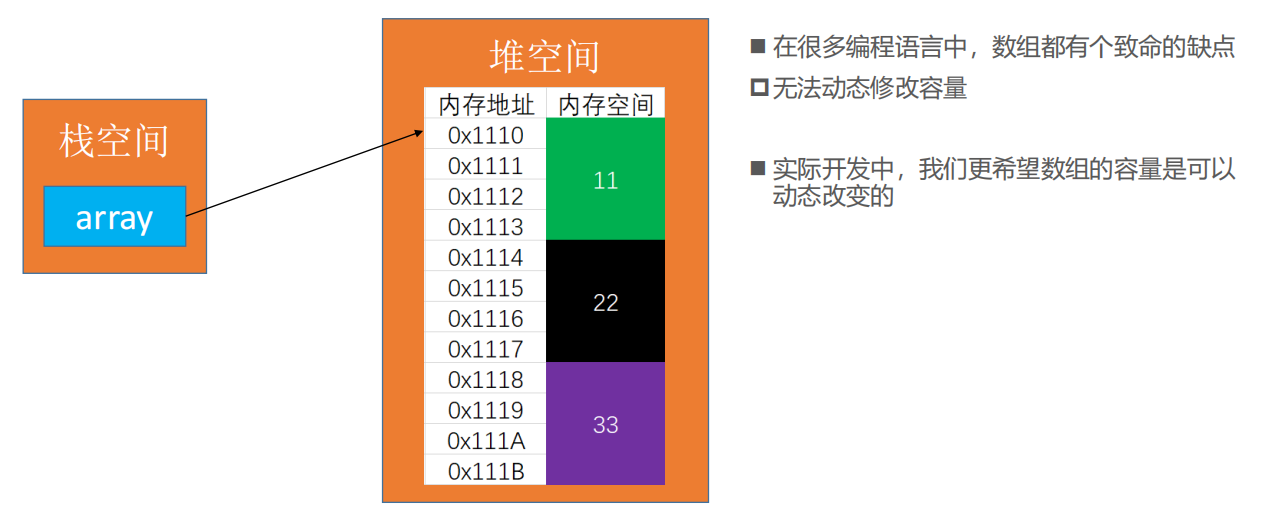 栈空间
array
堆空间
内存地址 内存空间
0x1110
0x1111
0x1112
0x1113
11
0x1114
0x1115
0x1116
0x1117
22
0x1118
0x1119
0x111A
0x111B
33
在很多编程语言中，数组都有个致命的缺点
无法动态修改容量
实际开发中，我们更希望数组的容量是可以
动态改变的